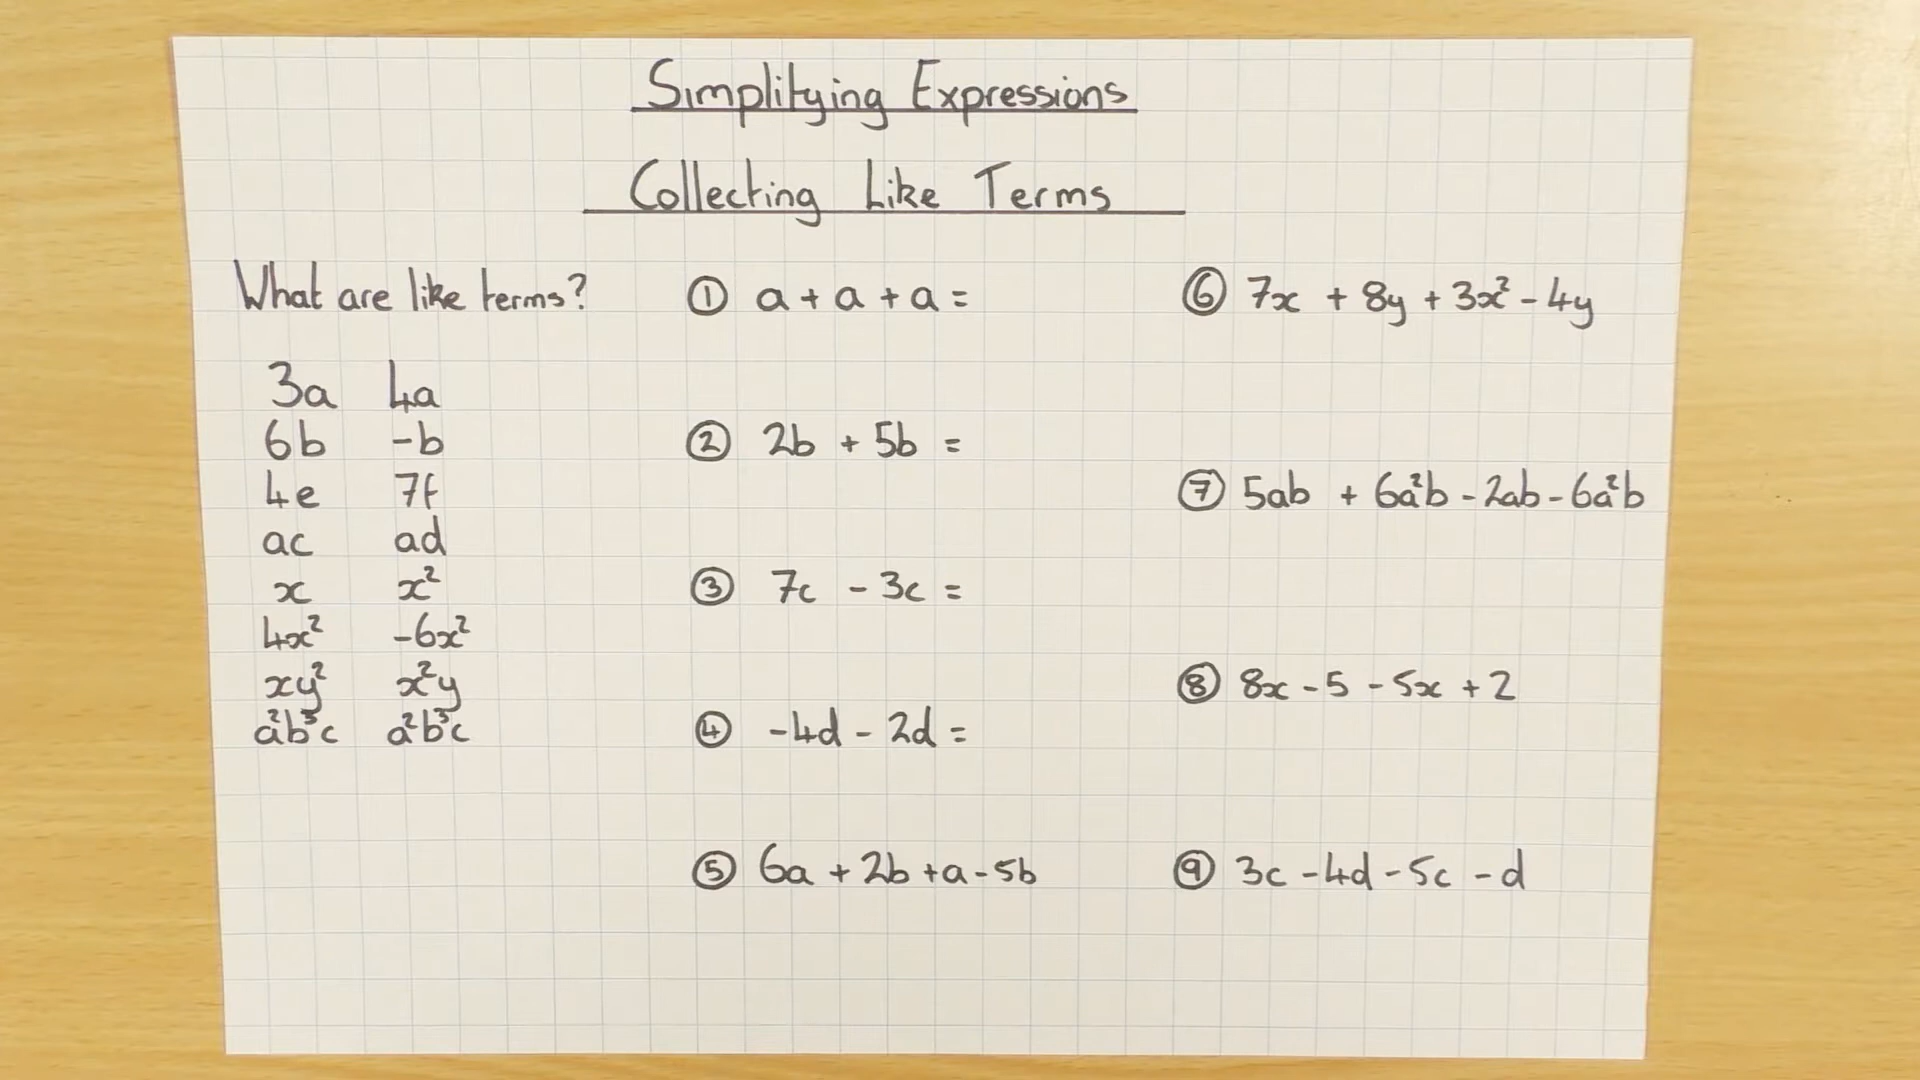 Simplifying Expressions
Collecting Like Terms
What are like terms?
3a 4a
6b -b
4e 7f
ac ad
x x²
4x² -6x²
xy² x²y
a²b³c a²b³c
① a + a + a =
② 2b + 5b =
③ 7c - 3c =
④ -4d - 2d =
⑤ 6a + 2b + a - 5b
⑥ 7x + 8y + 3x² - 4y
⑦ 5ab + 6a²b - 2ab - 6a²b
⑧ 8x - 5 - 5x + 2
⑨ 3c - 4d - 5c - d